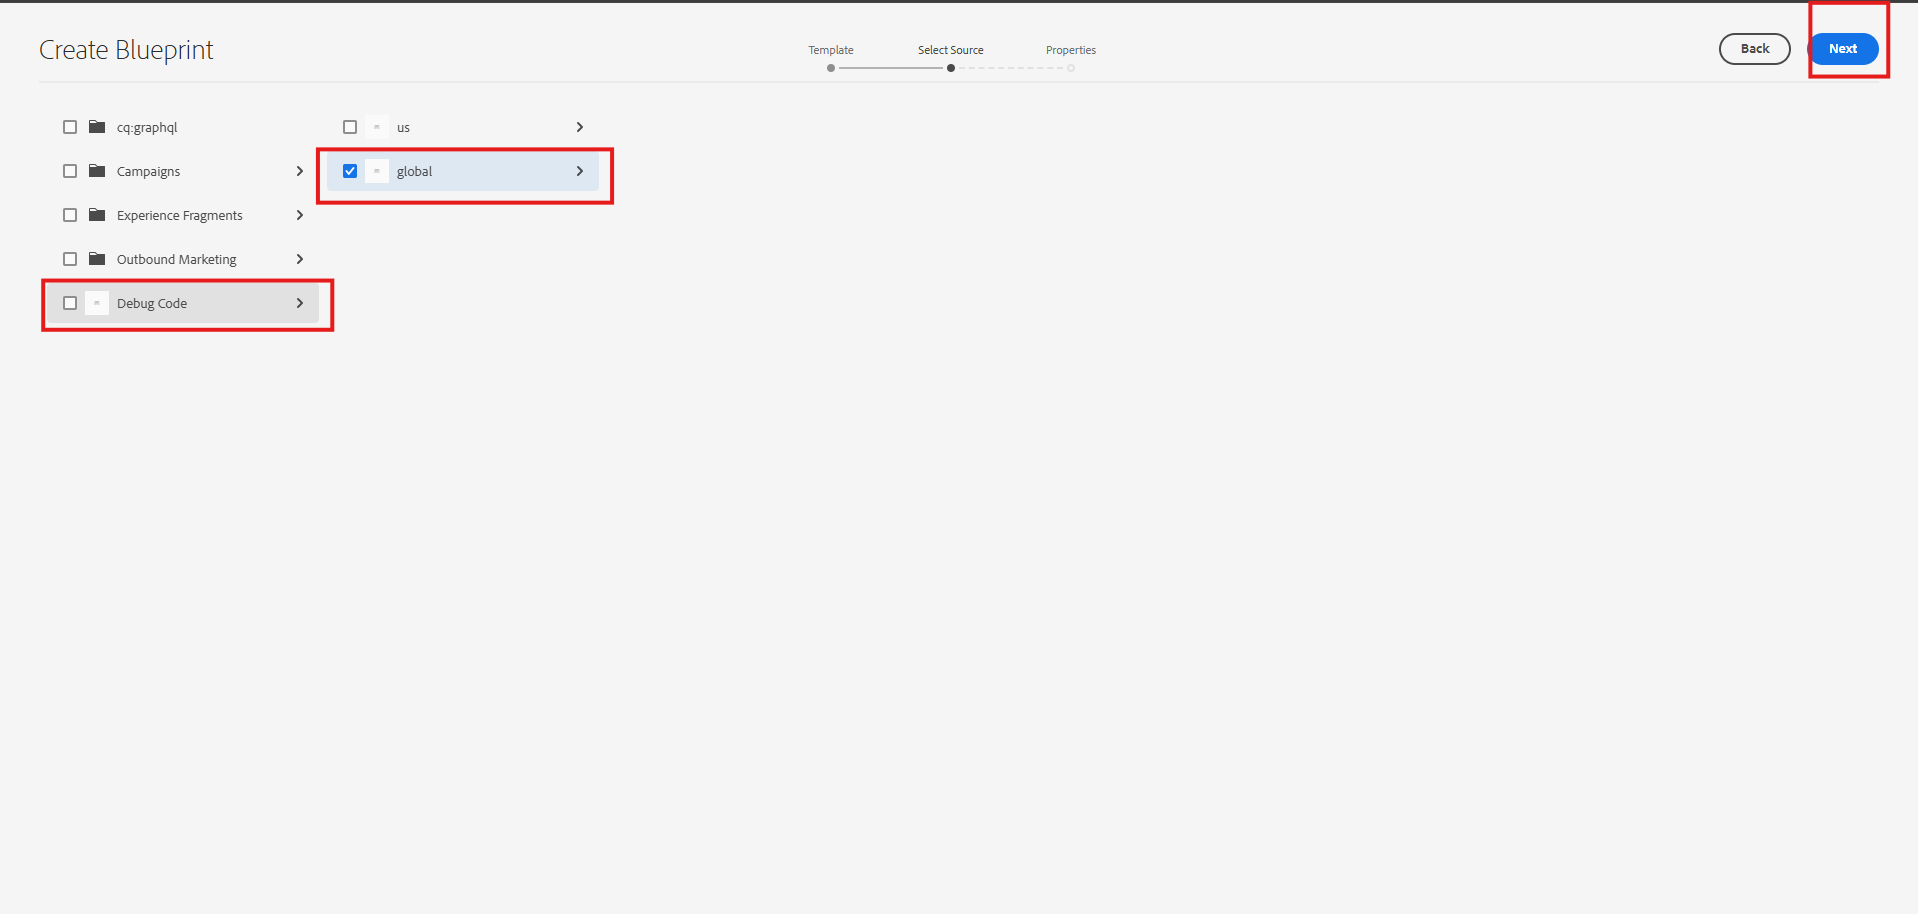 Create Blueprint
Template
Select Source
Properties
Back
Next
cq:graphql
Campaigns
Experience Fragments
Outbound Marketing
Debug Code
us
global